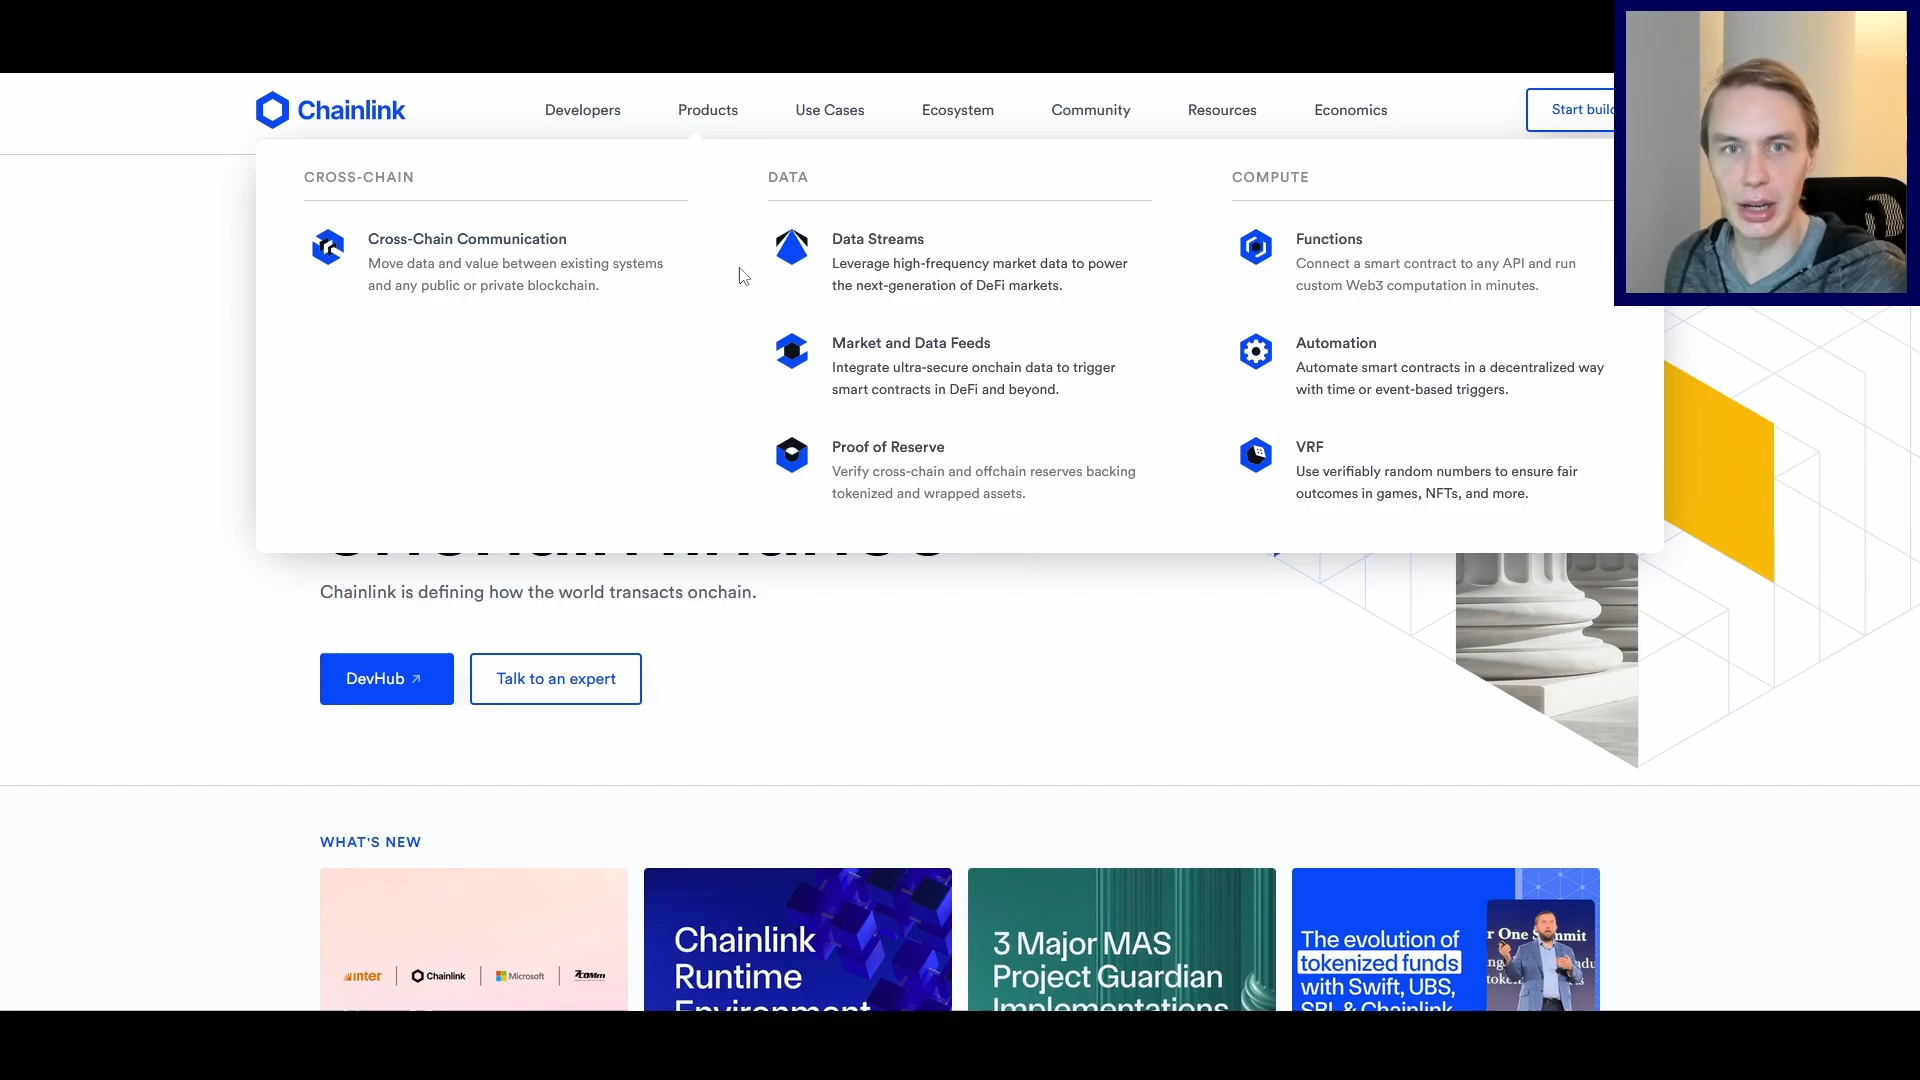 Chainlink
Developers
Products
Use Cases
Ecosystem
Community
Resources
Economics
Start
CROSS-CHAIN
Cross-Chain Communication
Move data and value between existing systems
and any public or private blockchain.
DATA
Data Streams
Leverage high-frequency market data to power
the next-generation of DeFi markets.
Market and Data Feeds
Integrate ultra-secure onchain data to trigger
smart contracts in DeFi and beyond.
Proof of Reserve
Verify cross-chain and offchain reserves backing
tokenized and wrapped assets.
COMPUTE
Functions
Connect a smart contract to any API and run
custom Web3 computation in minutes.
Automation
Automate smart contracts in a decentralized way
with time or event-based triggers.
VRF
Use verifiably random numbers to ensure fair
outcomes in games, NFTs, and more.
Chainlink is defining how the world transacts onchain.
DevHub
Talk to an expert
WHAT'S NEW
inter
Chainlink
Microsoft
7COMm
Chainlink
Runtime
Environment
3 Major MAS
Project Guardian
Implementations
The evolution of
tokenized funds
with Swift, UBS,
SBI, & Chainlink